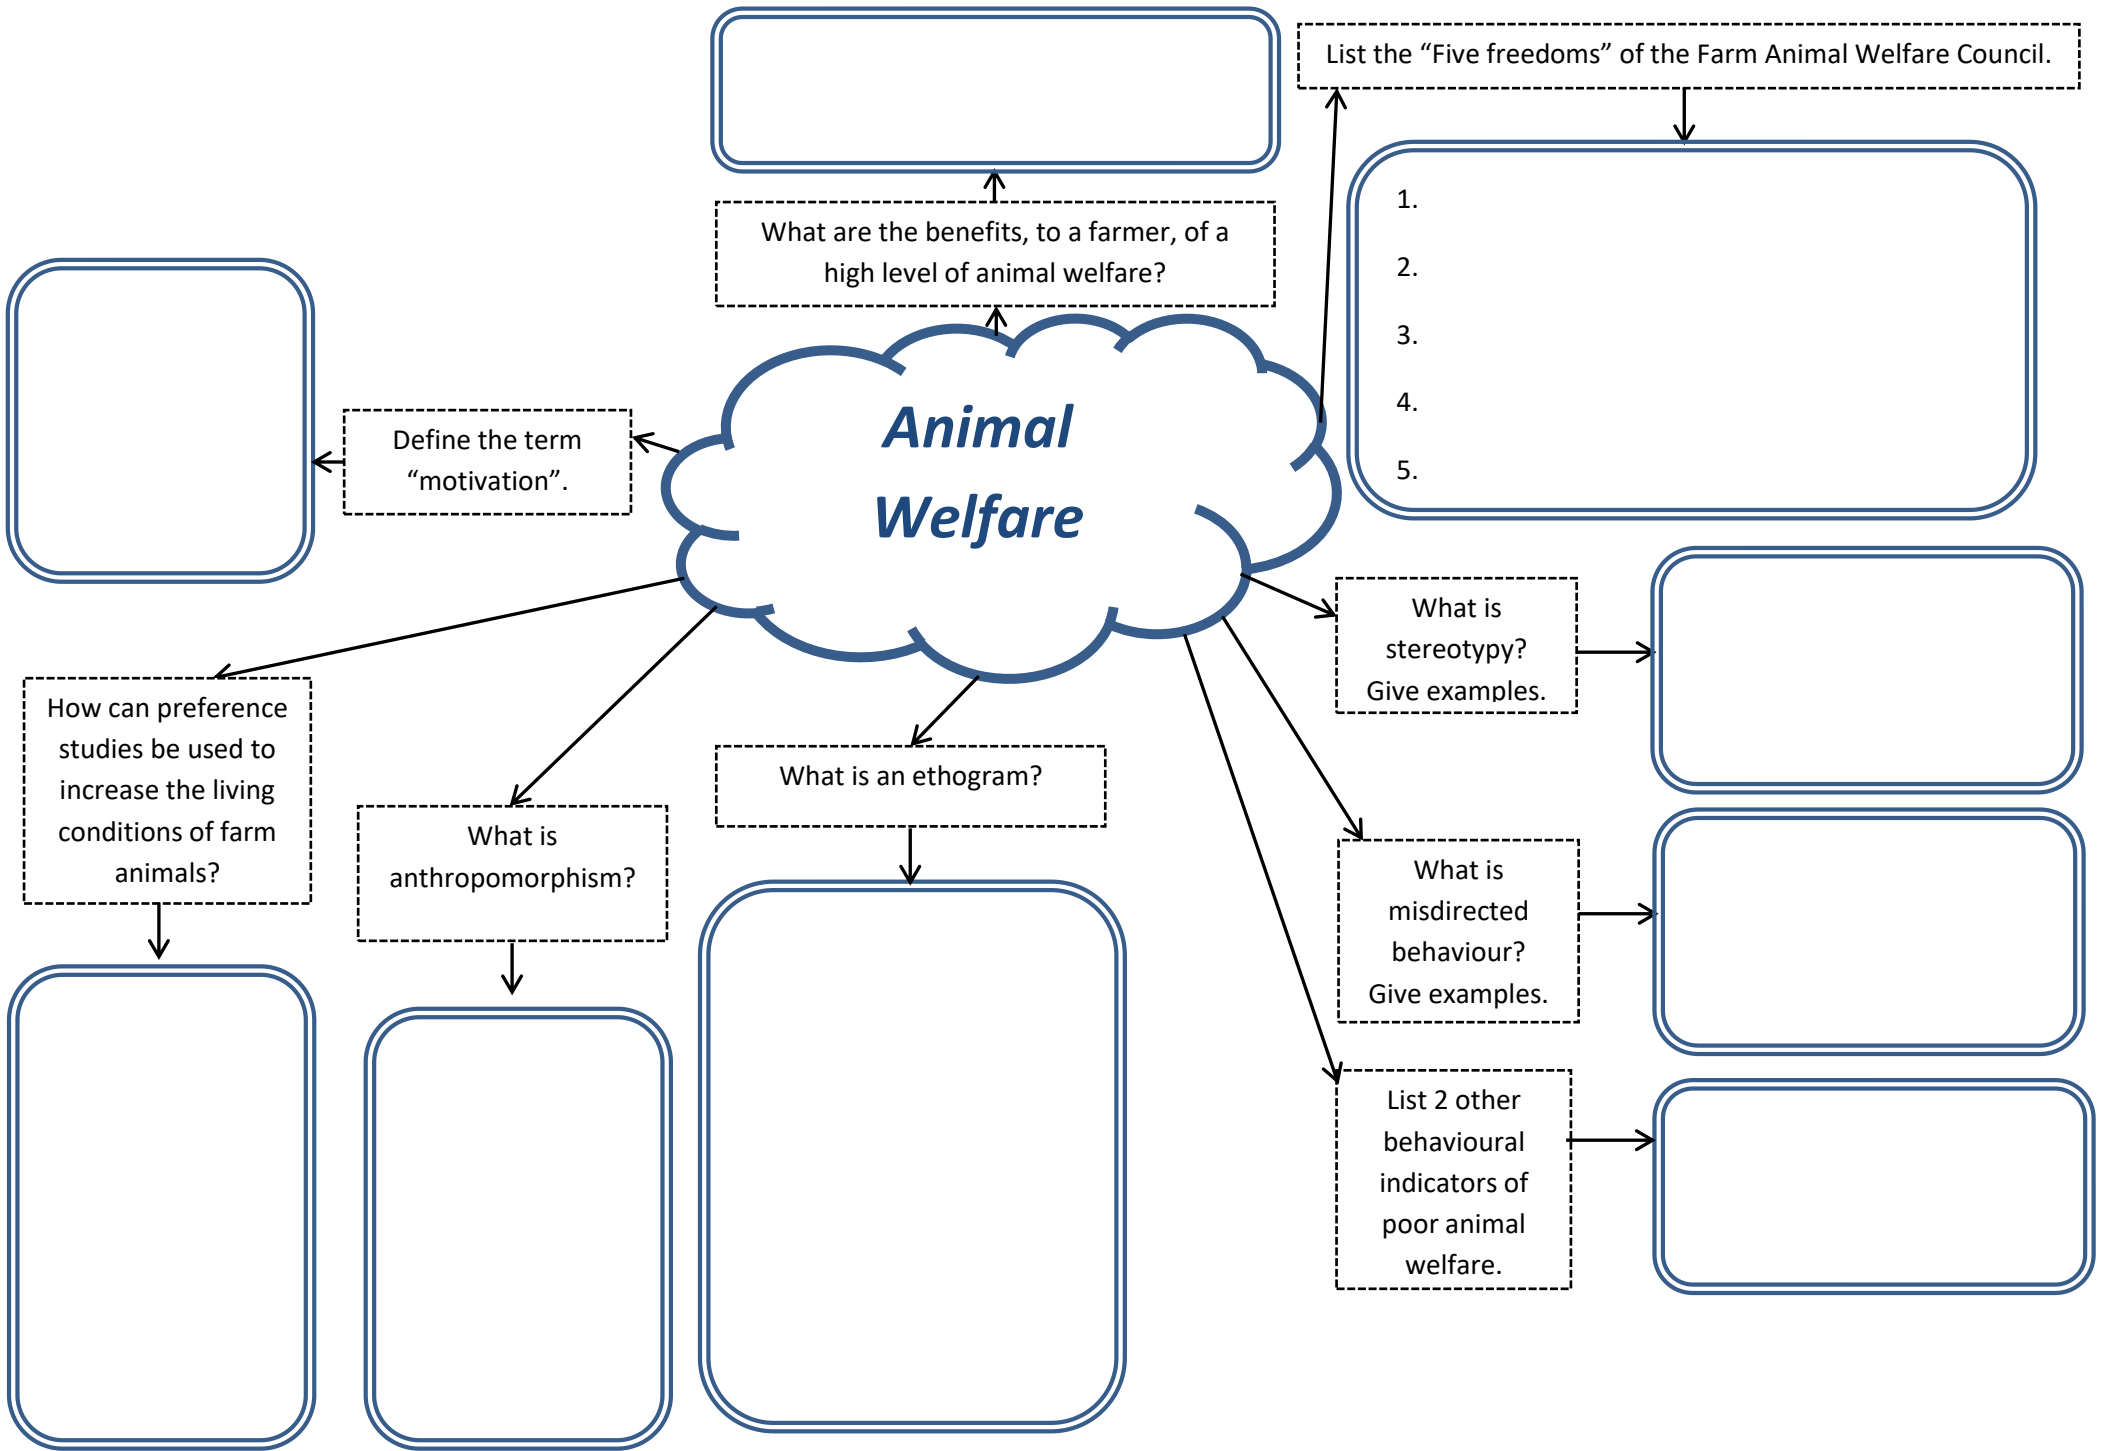 List the “Five freedoms” of the Farm Animal Welfare Council.
1.
2.
3.
4.
5.
What are the benefits, to a farmer, of a
high level of animal welfare?
Define the term
“motivation”.
Animal
Welfare
What is
stereotypy?
Give examples.
How can preference
studies be used to
increase the living
conditions of farm
animals?
What is
anthropomorphism?
What is an ethogram?
What is
misdirected
behaviour?
Give examples.
List 2 other
behavioural
indicators of
poor animal
welfare.